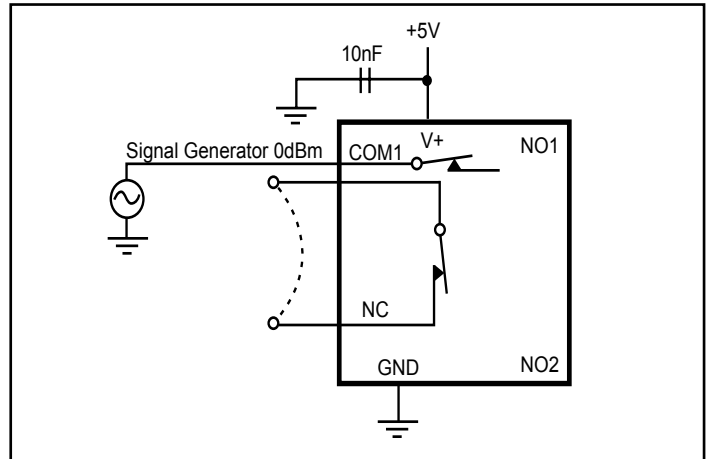 +5V
10nF
V+
NO1
Signal Generator 0dBm
COM1
NC
GND
NO2